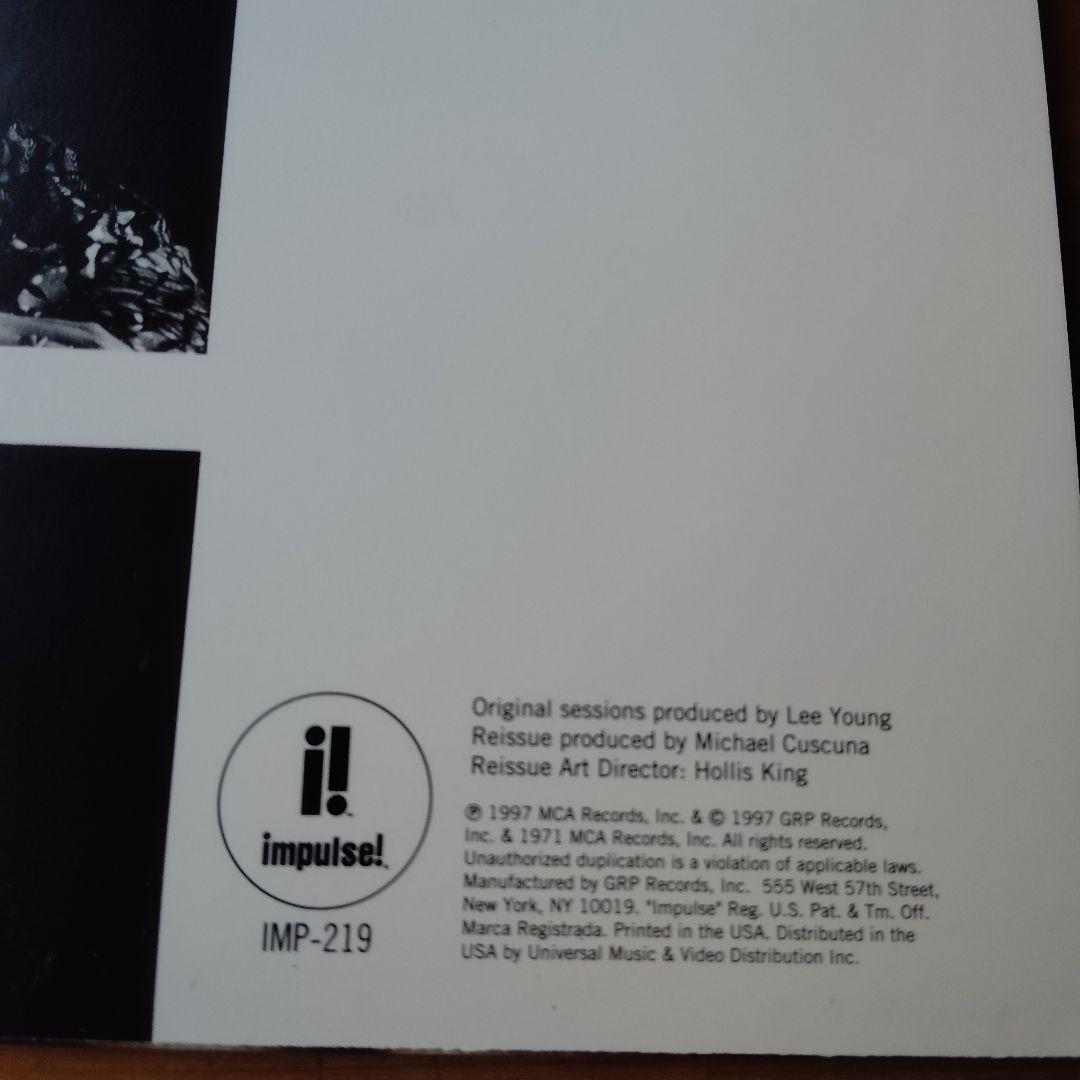 i!™
impulse!™
IMP-219
Original sessions produced by Lee Young
Reissue produced by Michael Cuscuna
Reissue Art Director: Hollis King
℗ 1997 MCA Records, Inc. & © 1997 GRP Records,
Inc. & 1971 MCA Records, Inc. All rights reserved.
Unauthorized duplication is a violation of applicable laws.
Manufactured by GRP Records, Inc. 555 West 57th Street,
New York, NY 10019. "Impulse" Reg. U.S. Pat. & Tm. Off.
Marca Registrada. Printed in the USA. Distributed in the
USA by Universal Music & Video Distribution Inc.